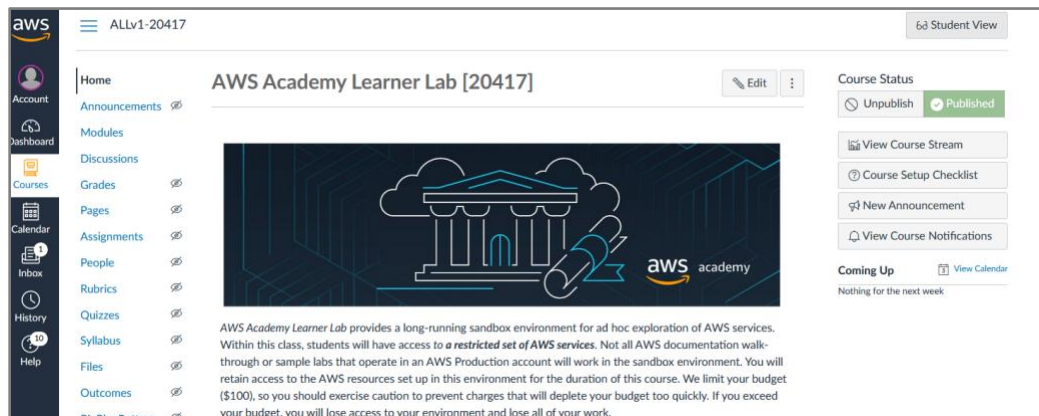 aws
ALLv1-20417
Student View
Account
Dashboard
Courses
Calendar
1
Inbox
History
10
Help
Home
Announcements
Modules
Discussions
Grades
Pages
Assignments
People
Rubrics
Quizzes
Syllabus
Files
Outcomes
AWS Academy Learner Lab [20417]
Edit
aws academy
AWS Academy Learner Lab provides a long-running sandbox environment for ad hoc exploration of AWS services.
Within this class, students will have access to a restricted set of AWS services. Not all AWS documentation walk-
through or sample labs that operate in an AWS Production account will work in the sandbox environment. You will
retain access to the AWS resources set up in this environment for the duration of this course. We limit your budget
($100), so you should exercise caution to prevent charges that will deplete your budget too quickly. If you exceed
your budget, you will lose access to your environment and lose all of your work.
Course Status
Unpublish
Published
View Course Stream
Course Setup Checklist
New Announcement
View Course Notifications
Coming Up
View Calendar
Nothing for the next week